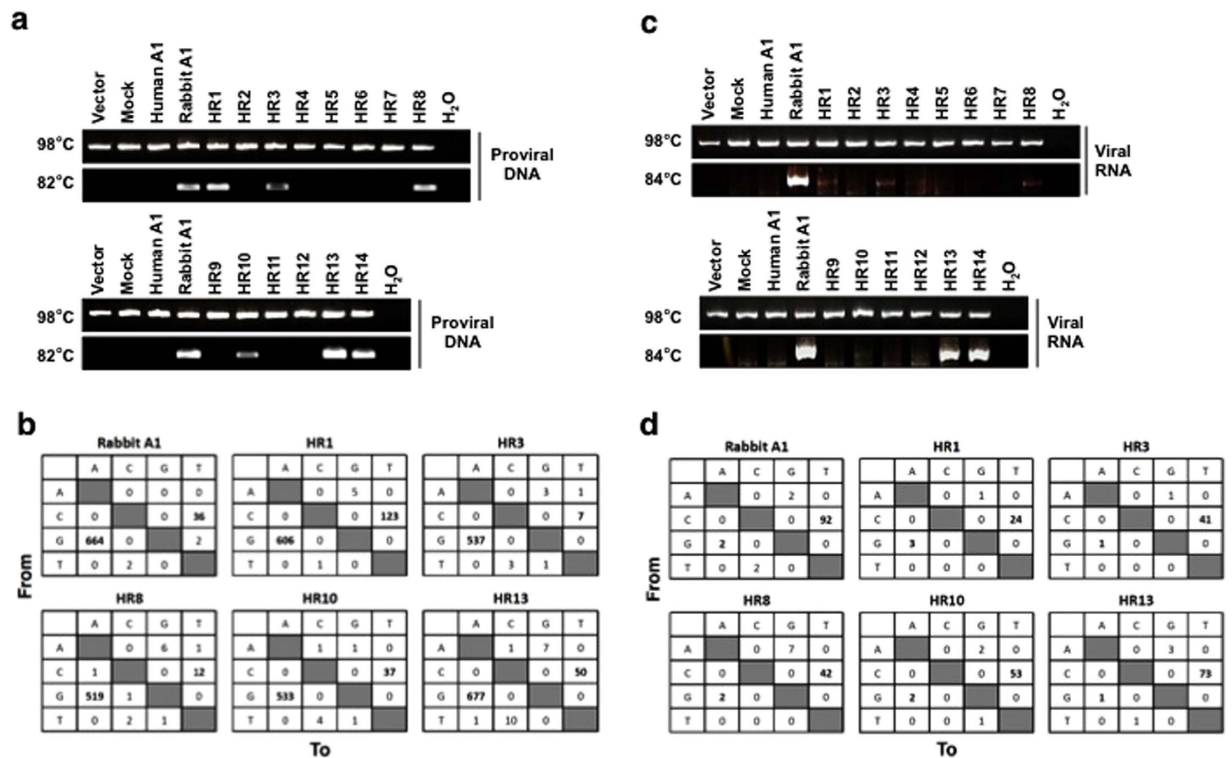 a
Vector Mock Human A1 Rabbit A1 HR1 HR2 HR3 HR4 HR5 HR6 HR7 HR8 H2O
98°C
82°C
Proviral
DNA
Vector Mock Human A1 Rabbit A1 HR9 HR10 HR11 HR12 HR13 HR14 H2O
98°C
82°C
Proviral
DNA
b
From
Rabbit A1
A C G T
A 0 0 0
C 0 0 36
G 664 0 2
T 0 2 0
HR1
A C G T
A 0 5 0
C 0 0 123
G 606 0 0
T 0 1 0
HR3
A C G T
A 0 3 1
C 0 0 7
G 537 0 0
T 0 3 1
HR8
A C G T
A 0 6 1
C 1 0 12
G 519 1 0
T 0 2 1
HR10
A C G T
A 1 1 0
C 0 0 37
G 533 0 0
T 0 4 1
HR13
A C G T
A 1 7 0
C 0 0 50
G 677 0 0
T 1 10 0
To
c
Vector Mock Human A1 Rabbit A1 HR1 HR2 HR3 HR4 HR5 HR6 HR7 HR8 H2O
98°C
84°C
Viral
RNA
Vector Mock Human A1 Rabbit A1 HR9 HR10 HR11 HR12 HR13 HR14 H2O
98°C
84°C
Viral
RNA
d
From
Rabbit A1
A C G T
A 0 2 0
C 0 0 92
G 2 0 0
T 0 2 0
HR1
A C G T
A 0 1 0
C 0 0 24
G 3 0 0
T 0 0 0
HR3
A C G T
A 0 1 0
C 0 0 41
G 1 0 0
T 0 0 0
HR8
A C G T
A 0 7 0
C 0 0 42
G 2 0 0
T 0 0 0
HR10
A C G T
A 0 2 0
C 0 0 53
G 2 0 0
T 0 0 1
HR13
A C G T
A 0 3 0
C 0 0 73
G 1 0 0
T 0 1 0
To